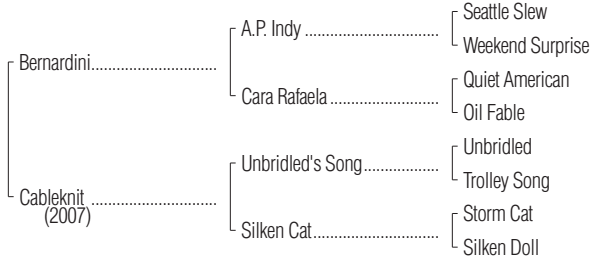 Seattle Slew
A.P. Indy ..............................
Weekend Surprise
Bernardini.................................
Quiet American
Cara Rafaela ........................
Oil Fable
Unbridled
Unbridled's Song.................
Trolley Song
Cableknit .................................
(2007)
Storm Cat
Silken Cat............................
Silken Doll